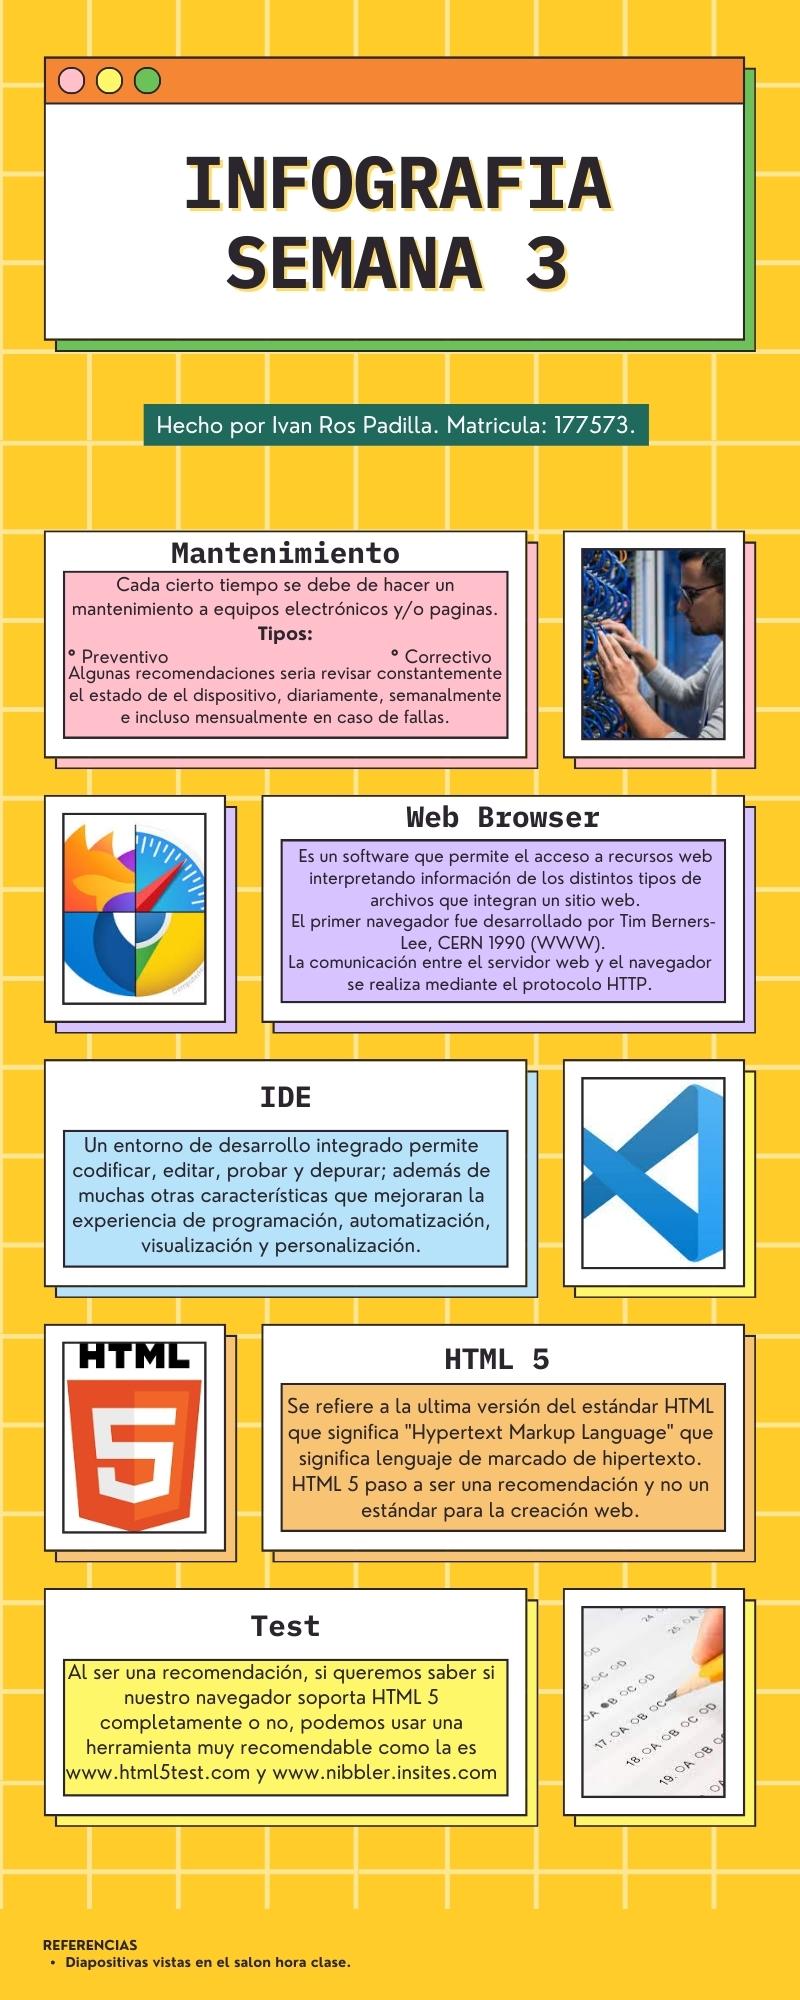 INFOGRAFIA
SEMANA 3
Hecho por Ivan Ros Padilla. Matricula: 177573.
Mantenimiento
Cada cierto tiempo se debe de hacer un
mantenimiento a equipos electrónicos y/o paginas.
Tipos:
° Preventivo ° Correctivo
Algunas recomendaciones seria revisar constantemente
el estado de el dispositivo, diariamente, semanalmente
e incluso mensualmente en caso de fallas.
Web Browser
Es un software que permite el acceso a recursos web
interpretando información de los distintos tipos de
archivos que integran un sitio web.
El primer navegador fue desarrollado por Tim Berners-
Lee, CERN 1990 (WWW).
La comunicación entre el servidor web y el navegador
se realiza mediante el protocolo HTTP.
IDE
Un entorno de desarrollo integrado permite
codificar, editar, probar y depurar; además de
muchas otras características que mejoraran la
experiencia de programación, automatización,
visualización y personalización.
HTML
5
HTML 5
Se refiere a la ultima versión del estándar HTML
que significa "Hypertext Markup Language" que
significa lenguaje de marcado de hipertexto.
HTML 5 paso a ser una recomendación y no un
estándar para la creación web.
Test
Al ser una recomendación, si queremos saber si
nuestro navegador soporta HTML 5
completamente o no, podemos usar una
herramienta muy recomendable como la es
www.html5test.com y www.nibbler.insites.com
17. OA OB OC
18. OA OB OC OD
19. OA OB
REFERENCIAS
• Diapositivas vistas en el salon hora clase.